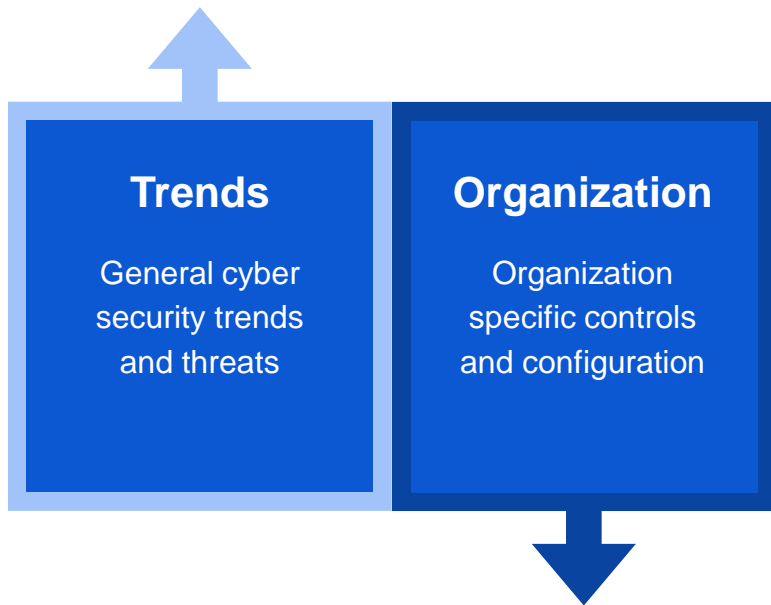 Trends
General cyber
security trends
and threats
Organization
Organization
specific controls
and configuration